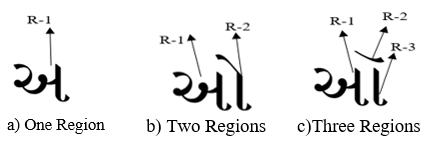 R-1 R-1 R-2 R-1 R-2
R-3
અ ઓ ઑ
a) One Region b) Two Regions c)Three Regions